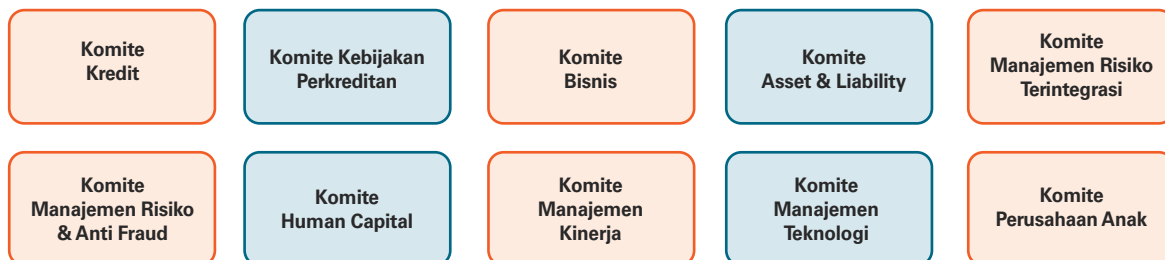 Komite
Kredit
Komite Kebijakan
Perkreditan
Komite
Bisnis
Komite
Asset & Liability
Komite
Manajemen Risiko
Terintegrasi
Komite
Manajemen Risiko
& Anti Fraud
Komite
Human Capital
Komite
Manajemen
Kinerja
Komite
Manajemen
Teknologi
Komite
Perusahaan Anak